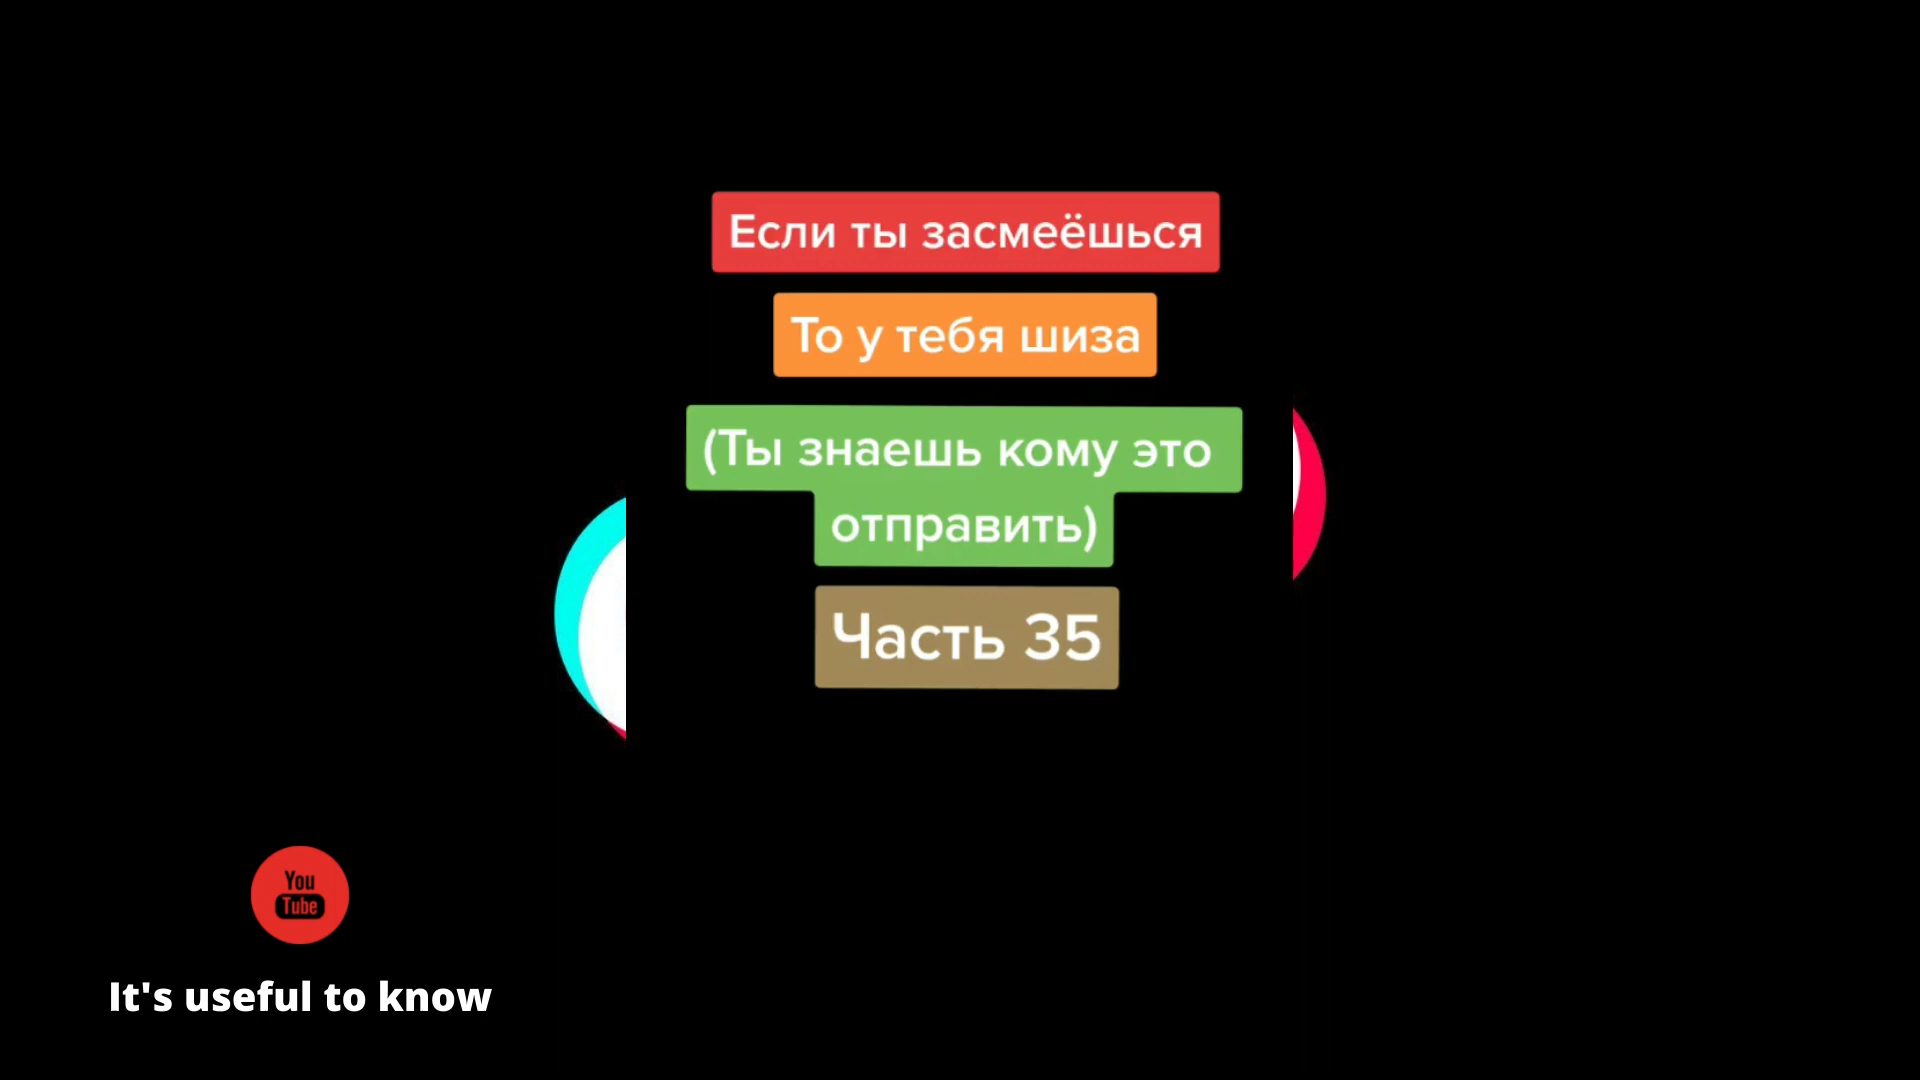 Если ты засмеёшься
То у тебя шиза
(Ты знаешь кому это
отправить)
Часть 35
You
Tube
It's useful to know